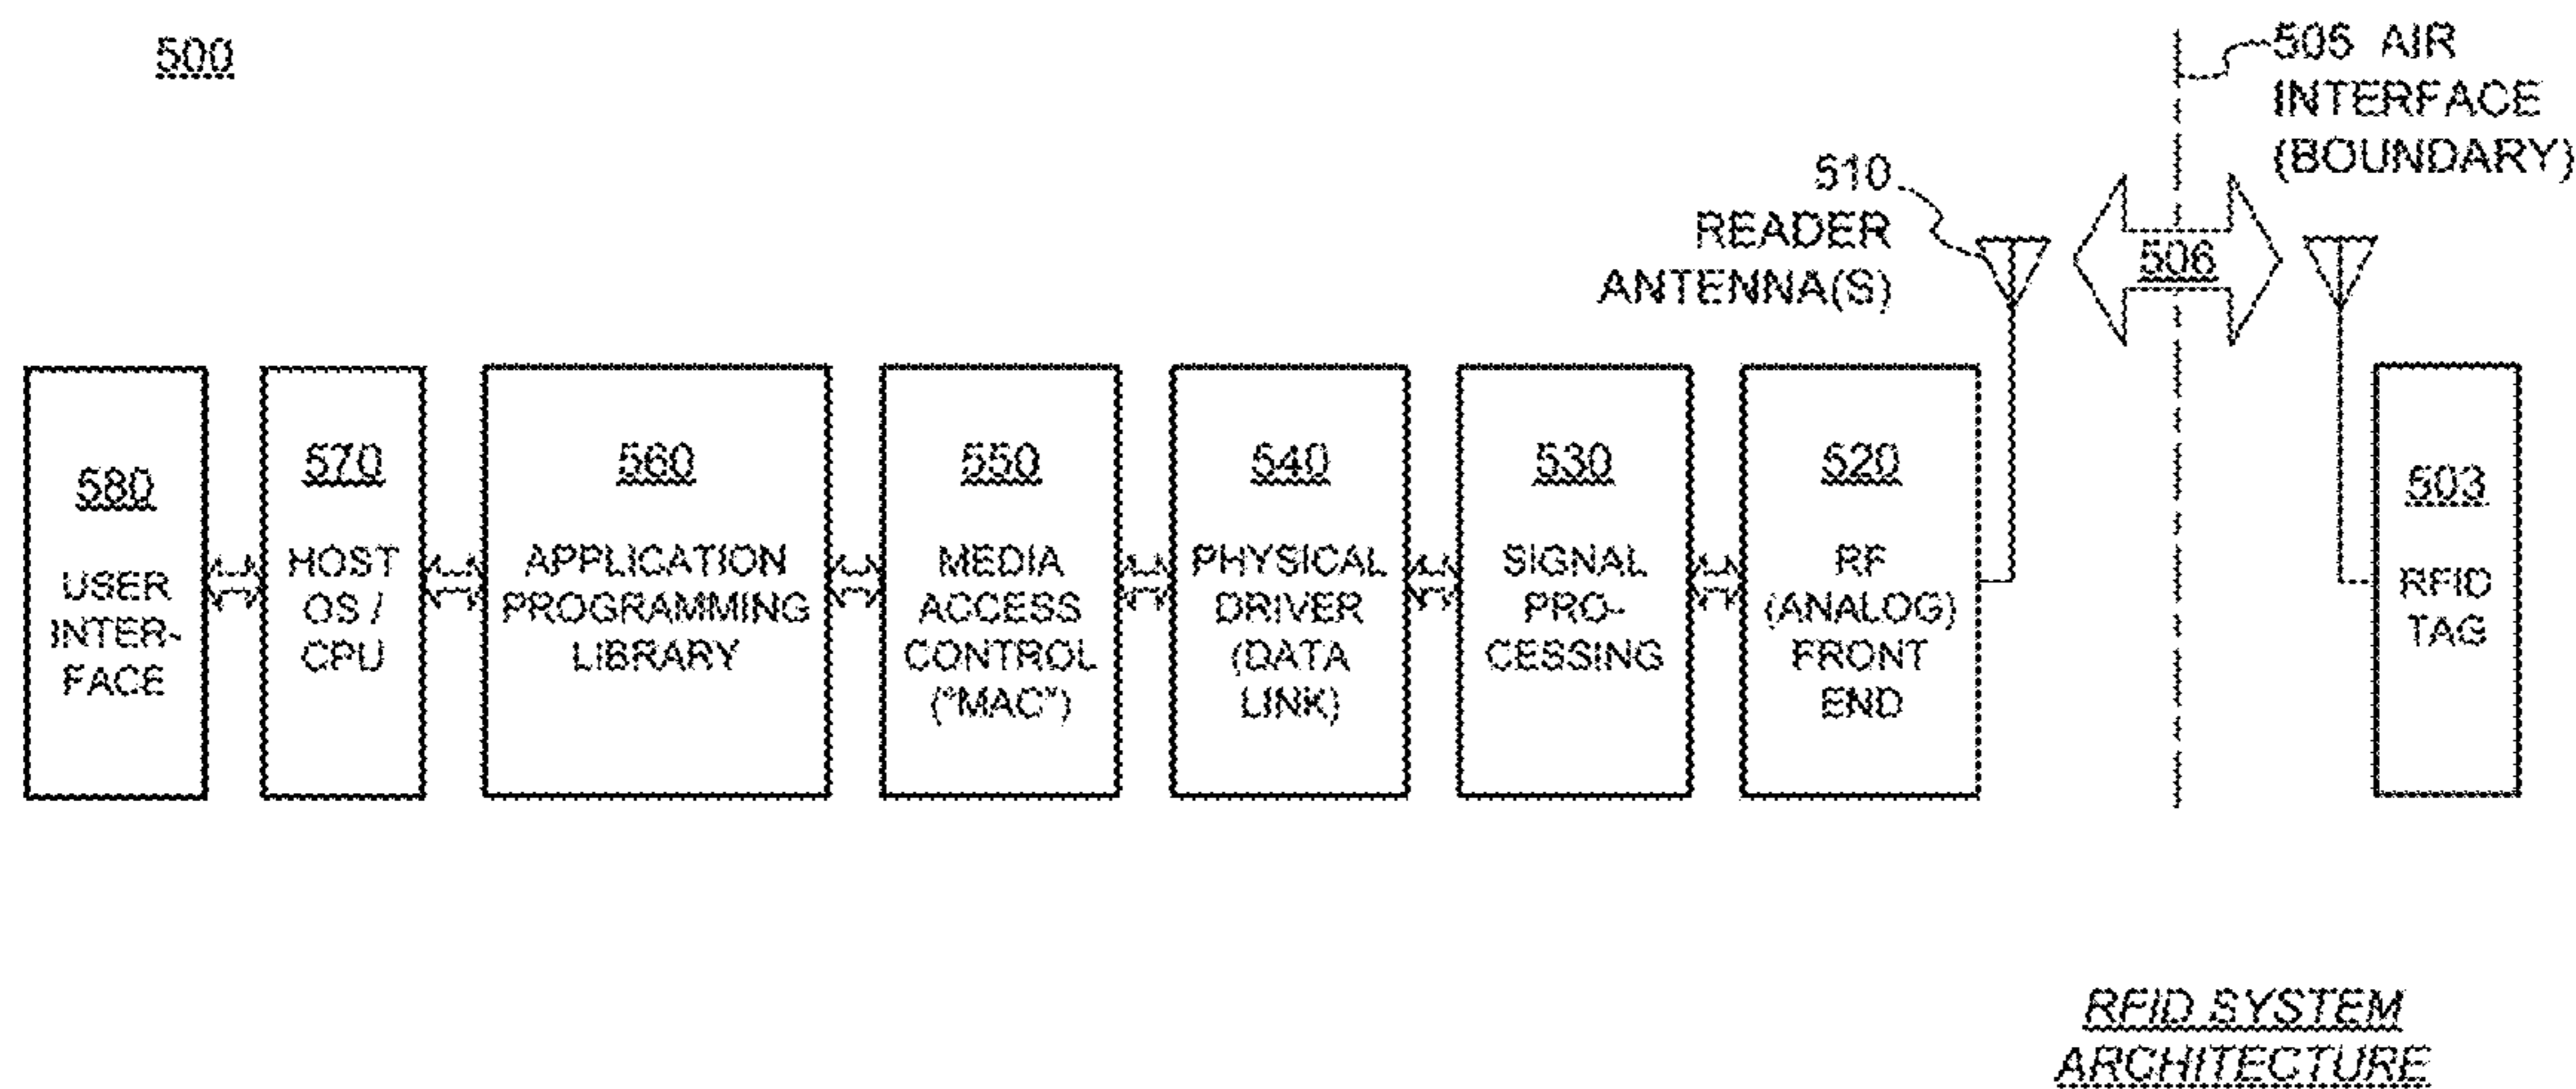 500
505 AIR
INTERFACE
(BOUNDARY)
510
READER
ANTENNA(S)
506
580
USER
INTER-
FACE
570
HOST
OS /
CPU
560
APPLICATION
PROGRAMMING
LIBRARY
550
MEDIA
ACCESS
CONTROL
("MAC")
540
PHYSICAL
DRIVER
(DATA
LINK)
530
SIGNAL
PRO-
CESSING
520
RF
(ANALOG)
FRONT
END
503
RFID
TAG
RFID SYSTEM
ARCHITECTURE